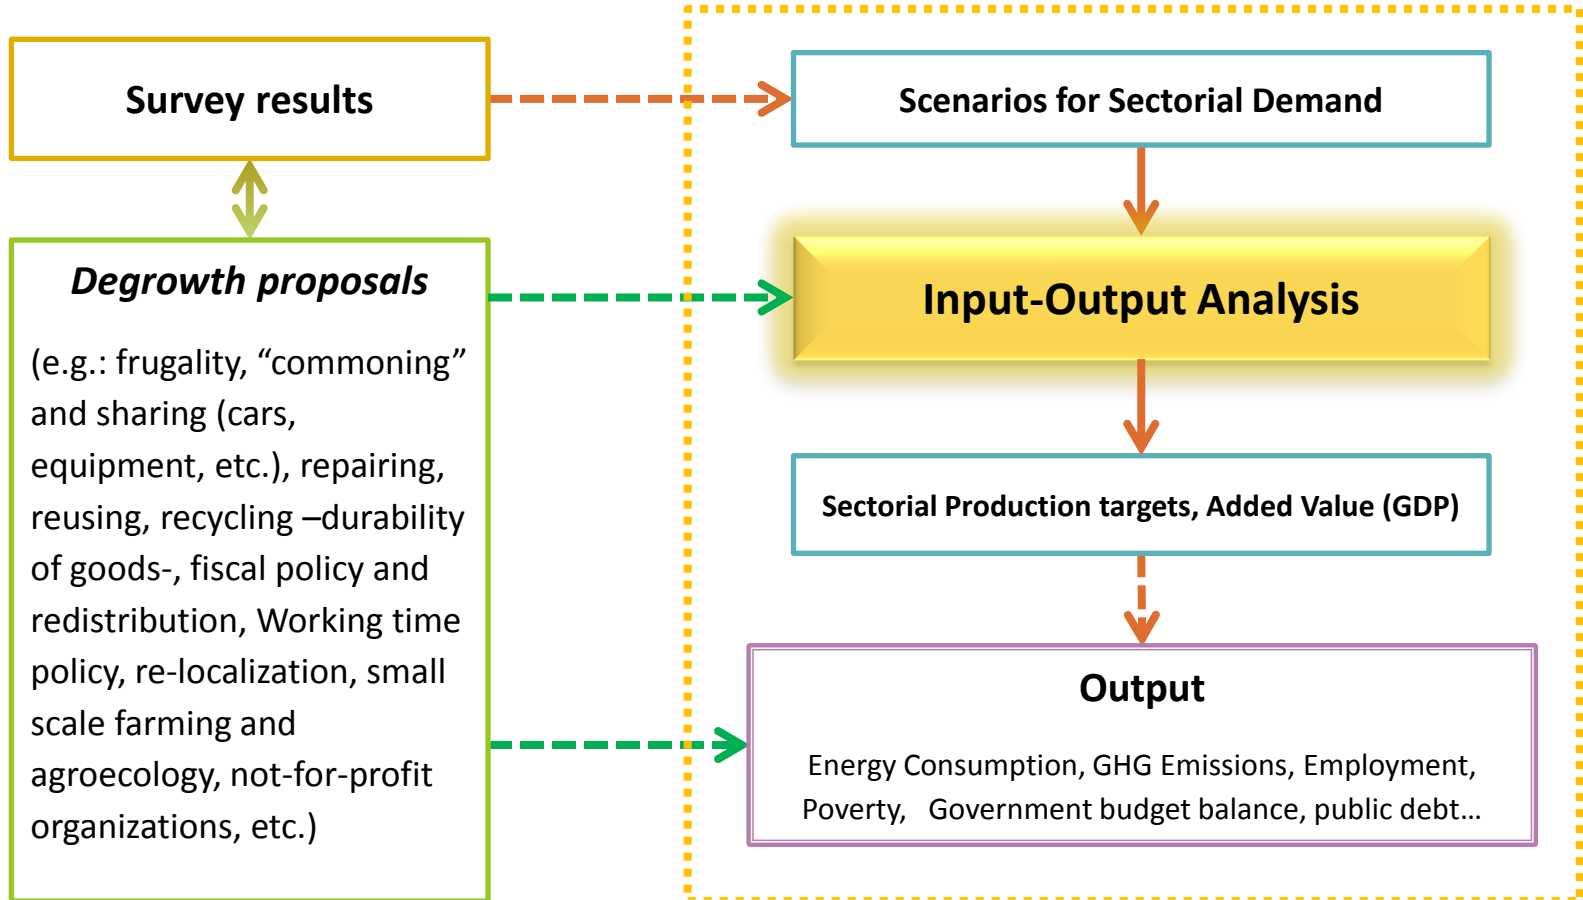 Survey results
Degrowth proposals
(e.g.: frugality, “commoning”
and sharing (cars,
equipment, etc.), repairing,
reusing, recycling –durability
of goods-, fiscal policy and
redistribution, Working time
policy, re-localization, small
scale farming and
agroecology, not-for-profit
organizations, etc.)
Scenarios for Sectorial Demand
Input-Output Analysis
Sectorial Production targets, Added Value (GDP)
Output
Energy Consumption, GHG Emissions, Employment,
Poverty, Government budget balance, public debt…